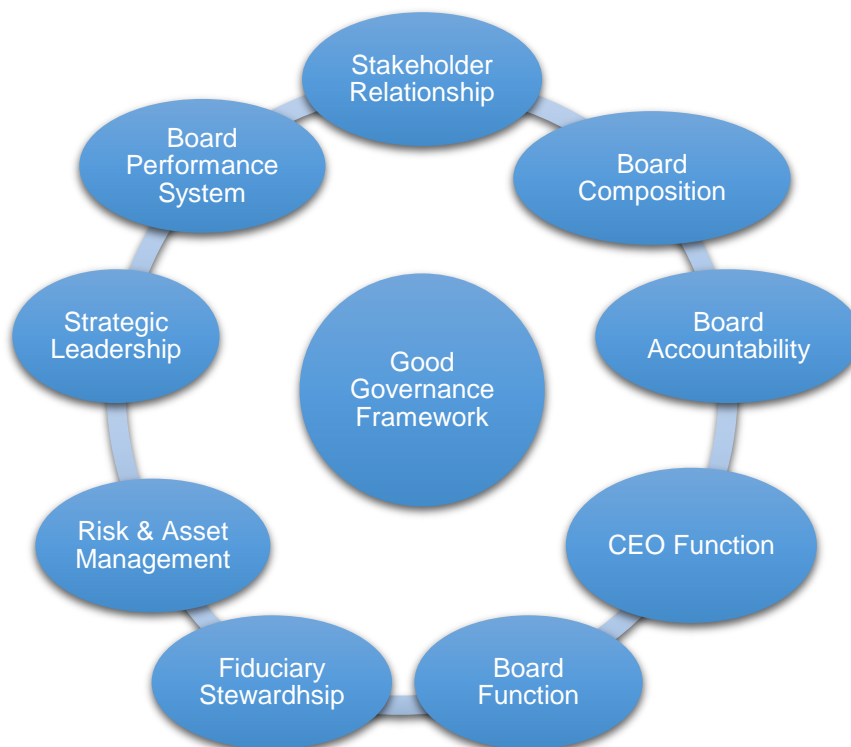 Stakeholder
Relationship
Board
Composition
Board
Accountability
CEO Function
Board
Function
Fiduciary
Stewardhsip
Risk & Asset
Management
Strategic
Leadership
Board
Performance
System
Good
Governance
Framework